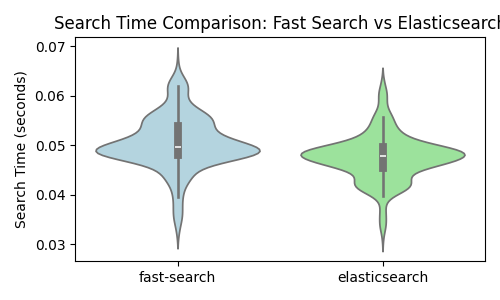 Search Time Comparison: Fast Search vs Elasticsearch
0.07
0.06
0.05
0.04
0.03
Search Time (seconds)
fast-search
elasticsearch